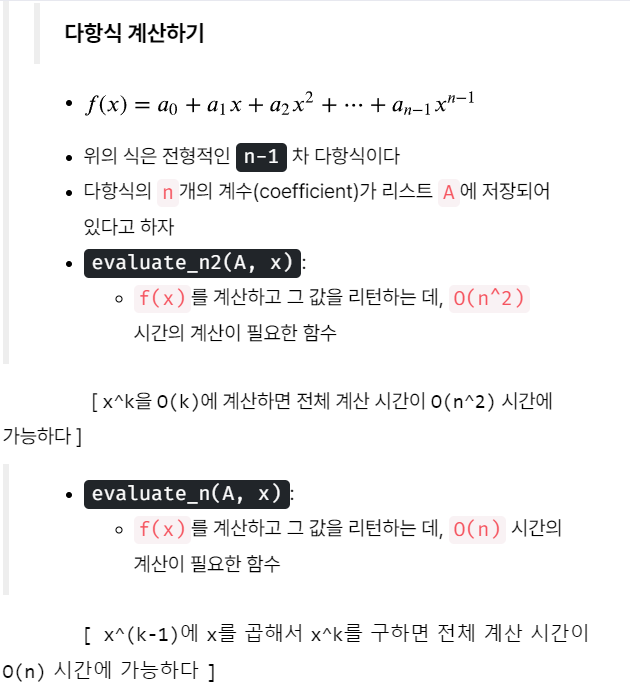 다항식 계산하기
• f(x) = a₀ + a₁x + a₂x² + ⋯ + aₙ₋₁xⁿ⁻¹
• 위의 식은 전형적인 n-1 차 다항식이다
• 다항식의 n개의 계수(coefficient)가 리스트 A에 저장되어
있다고 하자
• evaluate_n2(A, x):
◦ f(x)를 계산하고 그 값을 리턴하는 데, O(n^2)
시간의 계산이 필요한 함수
[ x^k을 O(k)에 계산하면 전체 계산 시간이 O(n^2) 시간에
가능하다 ]
• evaluate_n(A, x):
◦ f(x)를 계산하고 그 값을 리턴하는 데, O(n) 시간의
계산이 필요한 함수
[ x^(k-1)에 x를 곱해서 x^k를 구하면 전체 계산 시간이
O(n) 시간에 가능하다 ]